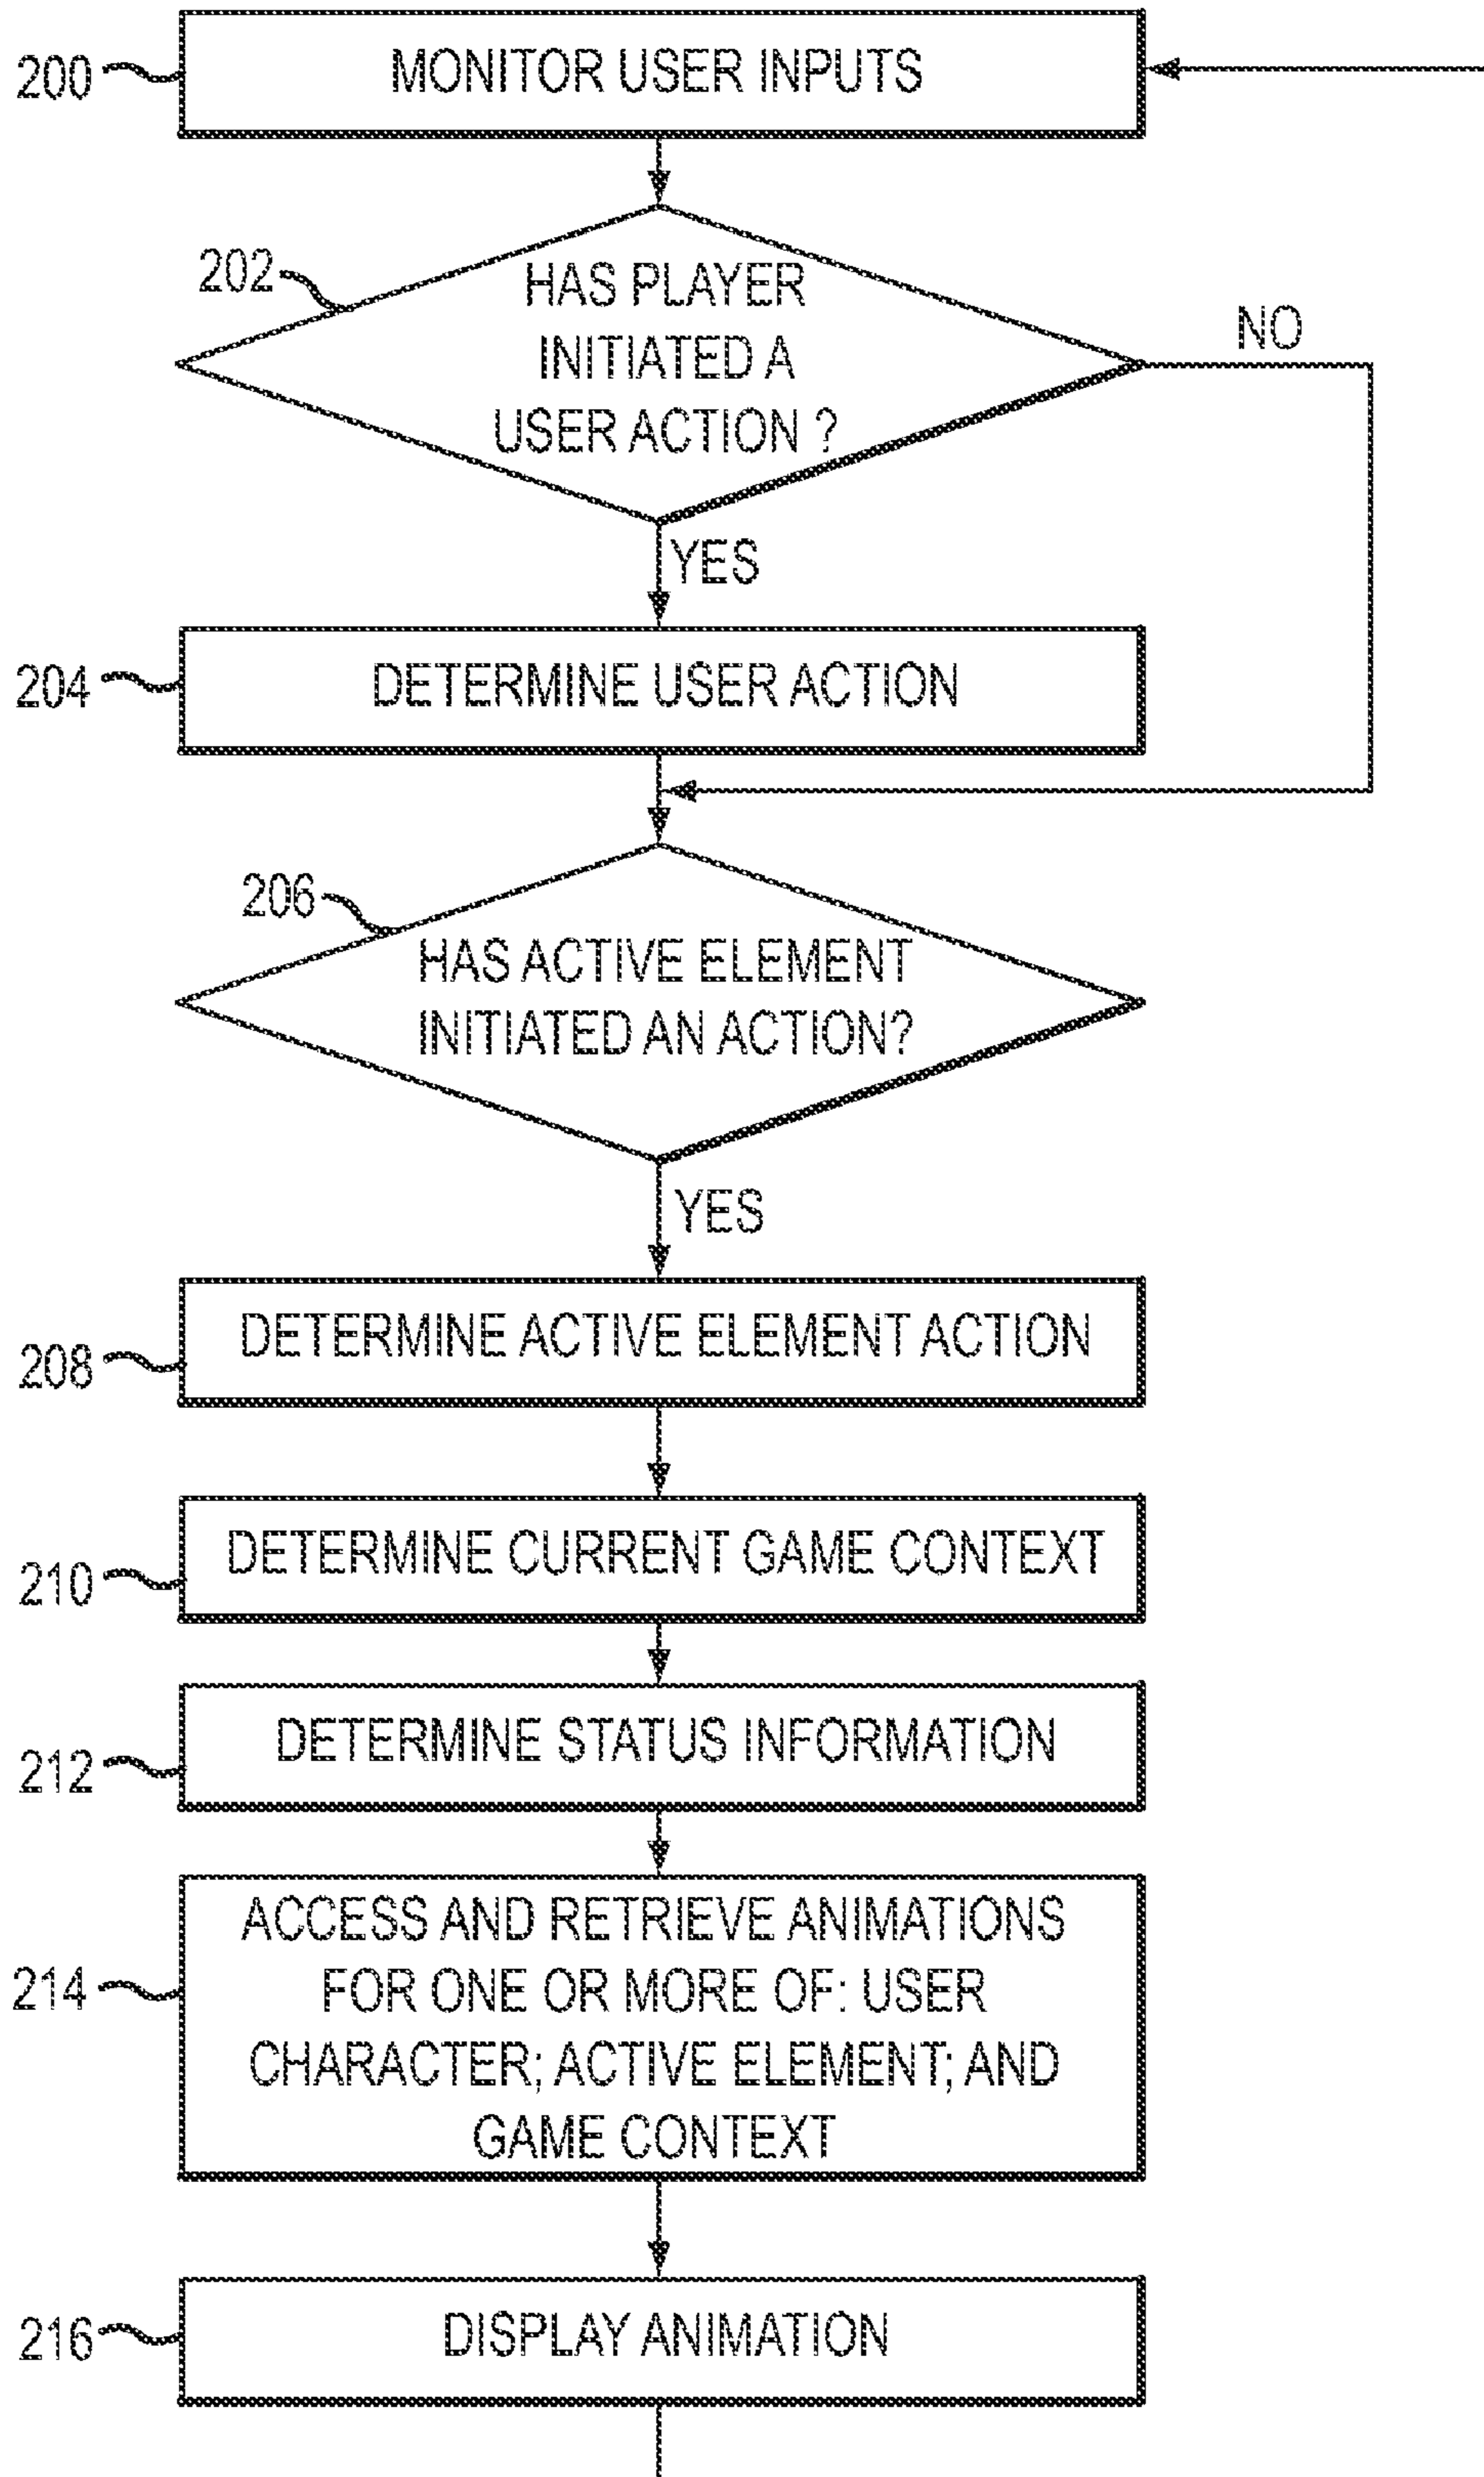 200
MONITOR USER INPUTS
202
HAS PLAYER
INITIATED A
USER ACTION ?
NO
YES
204
DETERMINE USER ACTION
206
HAS ACTIVE ELEMENT
INITIATED AN ACTION?
YES
208
DETERMINE ACTIVE ELEMENT ACTION
210
DETERMINE CURRENT GAME CONTEXT
212
DETERMINE STATUS INFORMATION
214
ACCESS AND RETRIEVE ANIMATIONS
FOR ONE OR MORE OF: USER
CHARACTER; ACTIVE ELEMENT; AND
GAME CONTEXT
216
DISPLAY ANIMATION